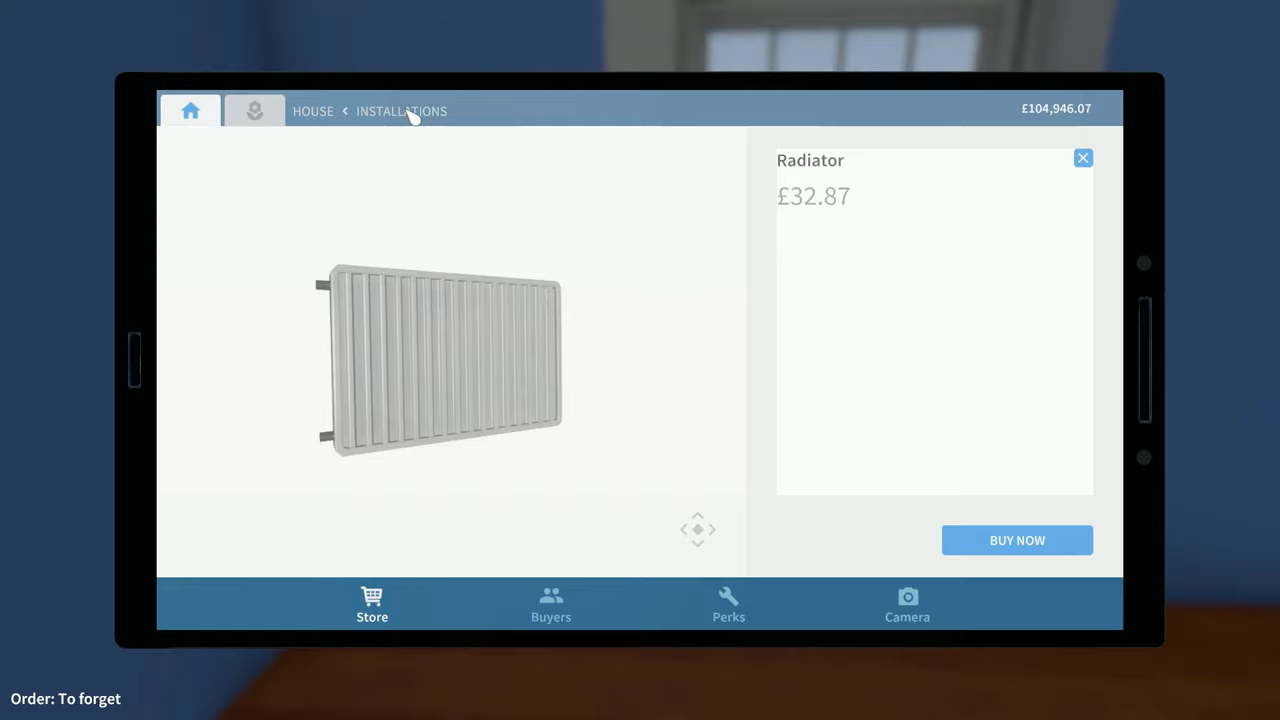 HOUSE < INSTALLATIONS
£104,946.07
Radiator
£32.87
BUY NOW
Store
Buyers
Perks
Camera
Order: To forget